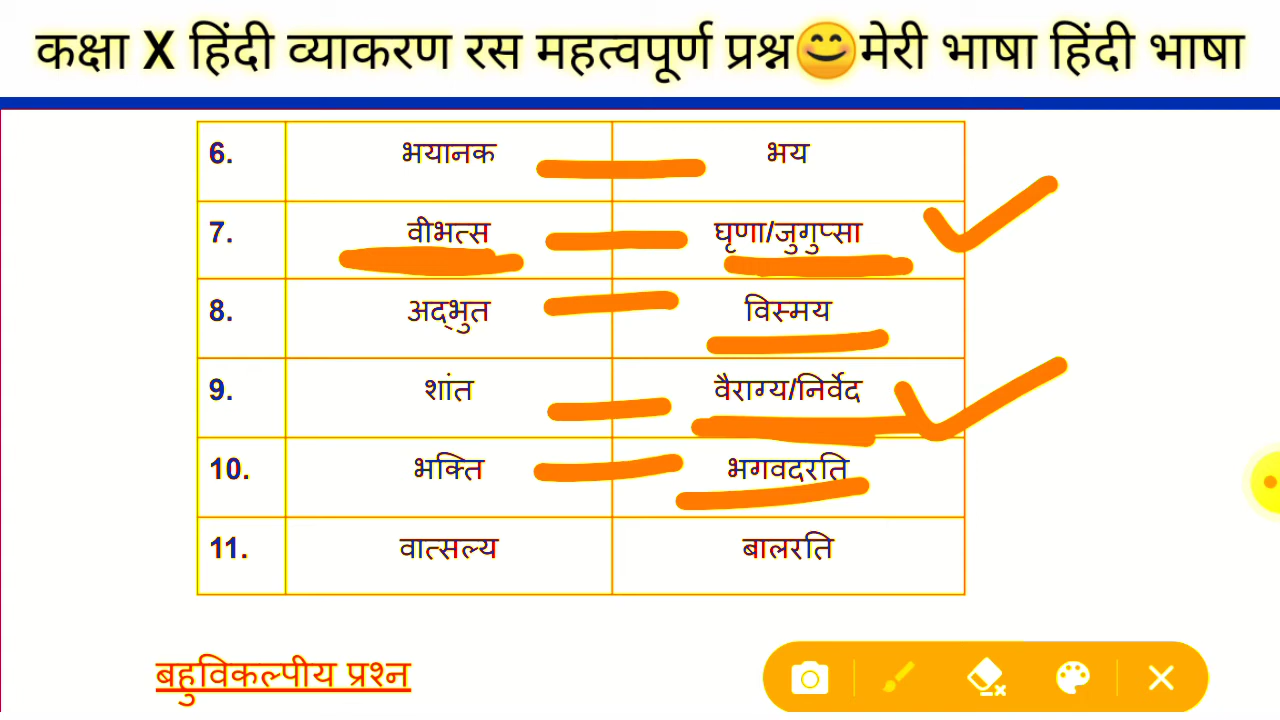 कक्षा X हिंदी व्याकरण रस महत्वपूर्ण प्रश्न😊मेरी भाषा हिंदी भाषा
6. भयानक भय
7. वीभत्स घृणा/जुगुप्सा
8. अद्भुत विस्मय
9. शांत वैराग्य/निर्वेद
10. भक्ति भगवदरति
11. वात्सल्य बालरति
बहुविकल्पीय प्रश्न